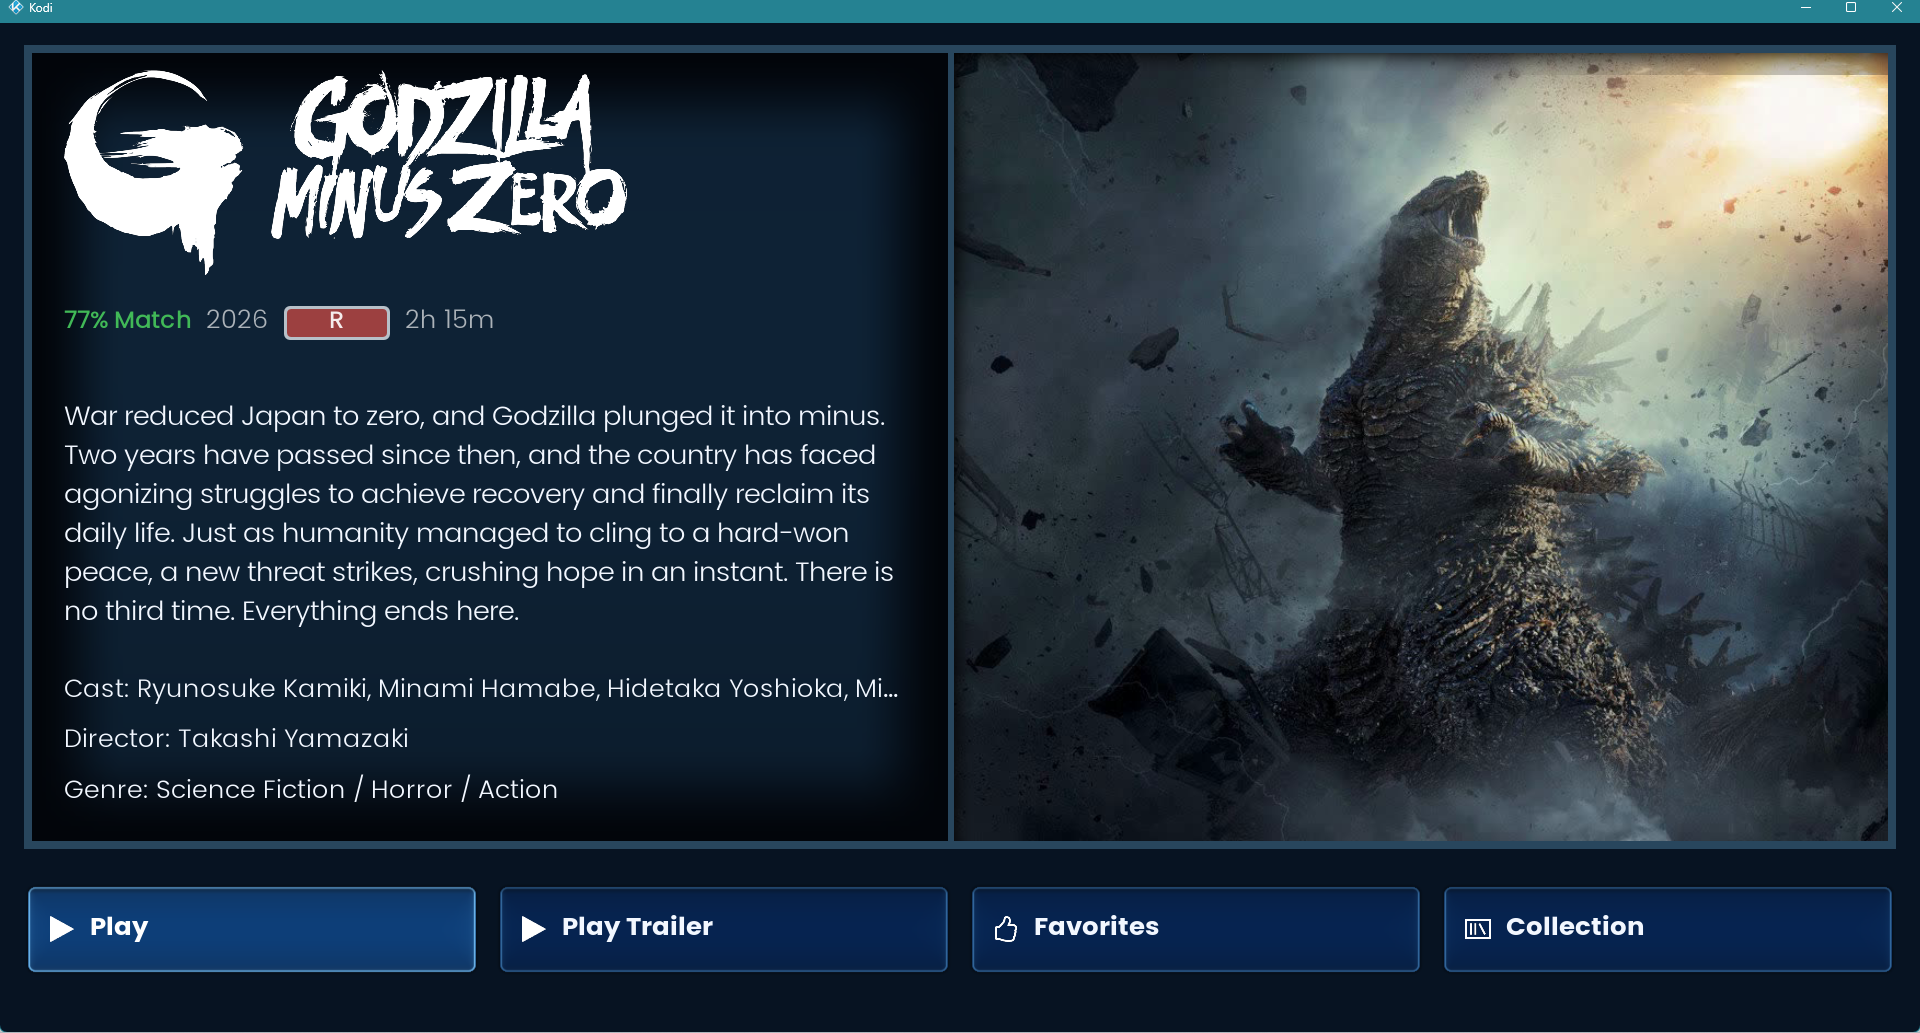 Kodi
GODZILLA
MINUS ZERO
77% Match 2026 R 2h 15m
War reduced Japan to zero, and Godzilla plunged it into minus.
Two years have passed since then, and the country has faced
agonizing struggles to achieve recovery and finally reclaim its
daily life. Just as humanity managed to cling to a hard-won
peace, a new threat strikes, crushing hope in an instant. There is
no third time. Everything ends here.
Cast: Ryunosuke Kamiki, Minami Hamabe, Hidetaka Yoshioka, Mi...
Director: Takashi Yamazaki
Genre: Science Fiction / Horror / Action
Play
Play Trailer
Favorites
Collection